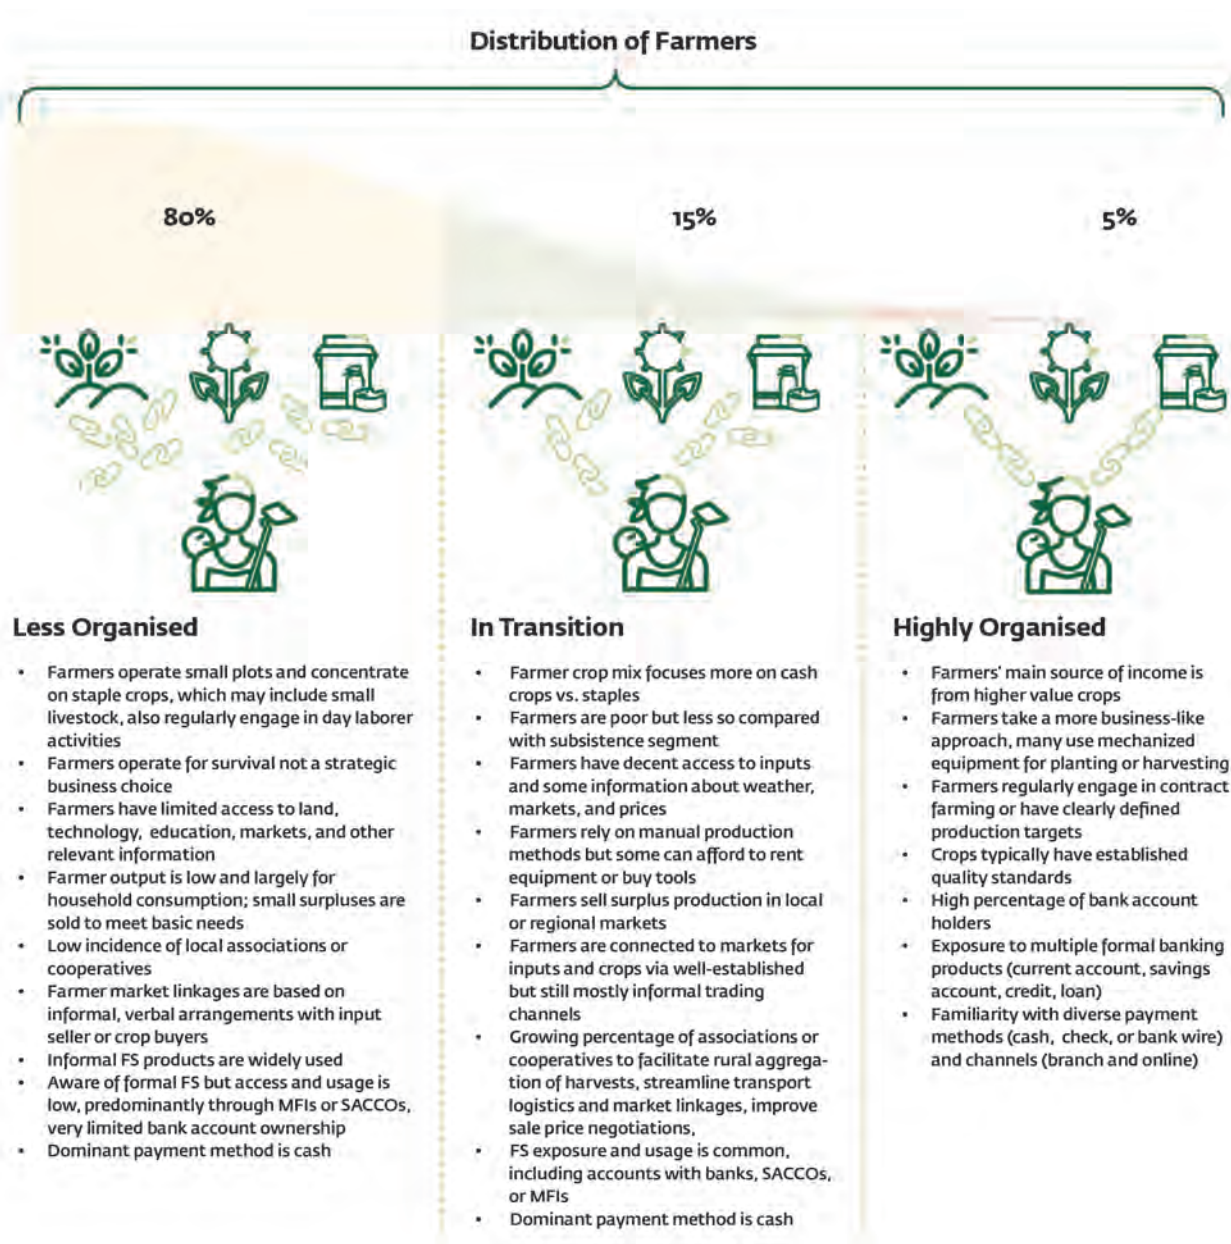 Distribution of Farmers
80%
15%
5%
Less Organised
• Farmers operate small plots and concentrate
on staple crops, which may include small
livestock, also regularly engage in day laborer
activities
• Farmers operate for survival not a strategic
business choice
• Farmers have limited access to land,
technology, education, markets, and other
relevant information
• Farmer output is low and largely for
household consumption; small surpluses are
sold to meet basic needs
• Low incidence of local associations or
cooperatives
• Farmer market linkages are based on
informal, verbal arrangements with input
seller or crop buyers
• Informal FS products are widely used
• Aware of formal FS but access and usage is
low, predominantly through MFIs or SACCOs,
very limited bank account ownership
• Dominant payment method is cash
In Transition
• Farmer crop mix focuses more on cash
crops vs. staples
• Farmers are poor but less so compared
with subsistence segment
• Farmers have decent access to inputs
and some information about weather,
markets, and prices
• Farmers rely on manual production
methods but some can afford to rent
equipment or buy tools
• Farmers sell surplus production in local
or regional markets
• Farmers are connected to markets for
inputs and crops via well-established
but still mostly informal trading
channels
• Growing percentage of associations or
cooperatives to facilitate rural aggrega-
tion of harvests, streamline transport
logistics and market linkages, improve
sale price negotiations,
• FS exposure and usage is common,
including accounts with banks, SACCOs,
or MFIs
• Dominant payment method is cash
Highly Organised
• Farmers' main source of income is
from higher value crops
• Farmers take a more business-like
approach, many use mechanized
equipment for planting or harvesting
• Farmers regularly engage in contract
farming or have clearly defined
production targets
• Crops typically have established
quality standards
• High percentage of bank account
holders
• Exposure to multiple formal banking
products (current account, savings
account, credit, loan)
• Familiarity with diverse payment
methods (cash, check, or bank wire)
and channels (branch and online)